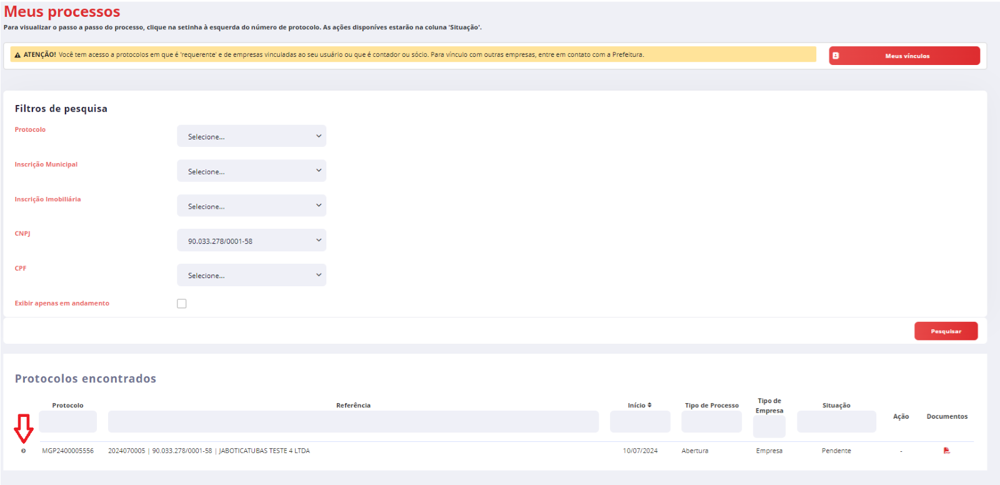 Meus processos
Para visualizar o passo a passo do processo, clique na setinha à esquerda do número de protocolo. As ações disponíves estarão na coluna 'Situação'.
ATENÇÃO! Você tem acesso a protocolos em que é 'requerente' e de empresas vinculadas ao seu usuário ou que é contador ou sócio. Para vínculo com outras empresas, entre em contato com a Prefeitura.
Meus vínculos
Filtros de pesquisa
Protocolo
Selecione...
Inscrição Municipal
Selecione...
Inscrição Imobiliária
Selecione...
CNPJ
90.033.278/0001-58
CPF
Selecione...
Exibir apenas em andamento
Pesquisar
Protocolos encontrados
Protocolo Referência Início Tipo de Processo Tipo de Empresa Situação Ação Documentos
MGP2400005556 2024070005 | 90.033.278/0001-58 | JABOTICATUBAS TESTE 4 LTDA 10/07/2024 Abertura Empresa Pendente -